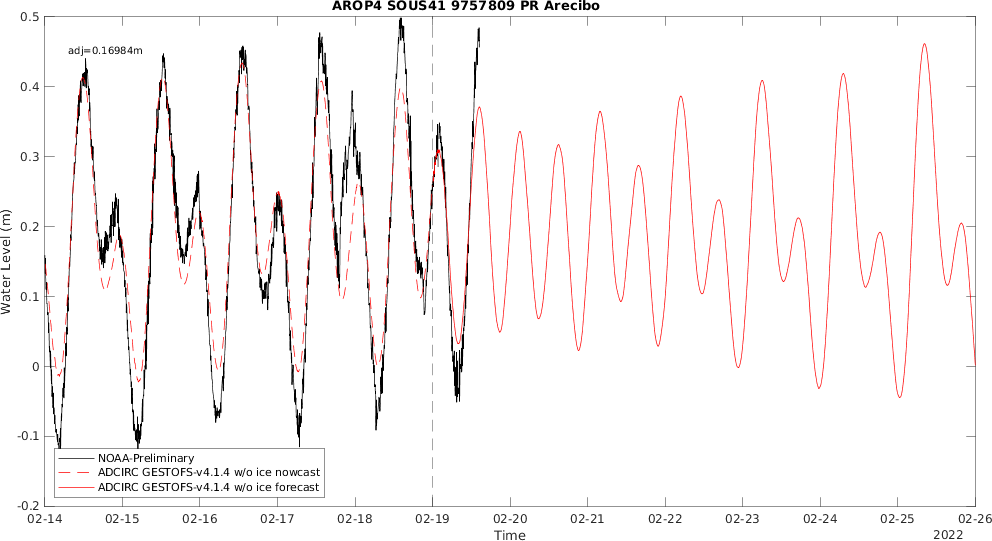 AROP4 SOUS41 9757809 PR Arecibo
adj=0.16984m
Water Level (m)
0.5
0.4
0.3
0.2
0.1
0
-0.1
-0.2
NOAA-Preliminary
ADCIRC GESTOFS-v4.1.4 w/o ice nowcast
ADCIRC GESTOFS-v4.1.4 w/o ice forecast
02-14 02-15 02-16 02-17 02-18 02-19 02-20 02-21 02-22 02-23 02-24 02-25 02-26
Time
2022